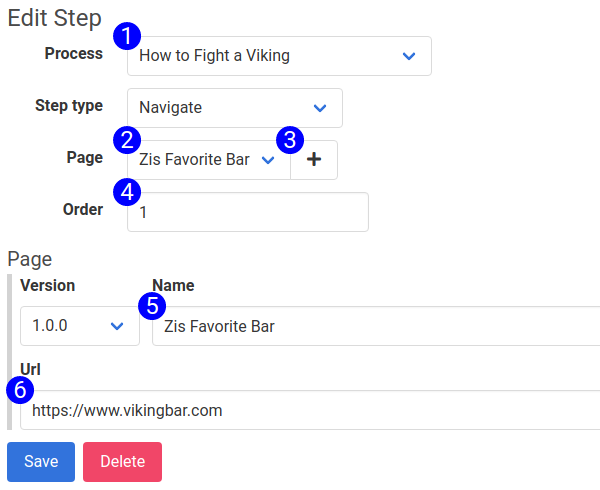 Edit Step
1
Process How to Fight a Viking
Step type Navigate
2 3
Page Zis Favorite Bar +
4
Order 1
Page
Version Name
5
1.0.0 Zis Favorite Bar
Url
6
https://www.vikingbar.com
Save Delete